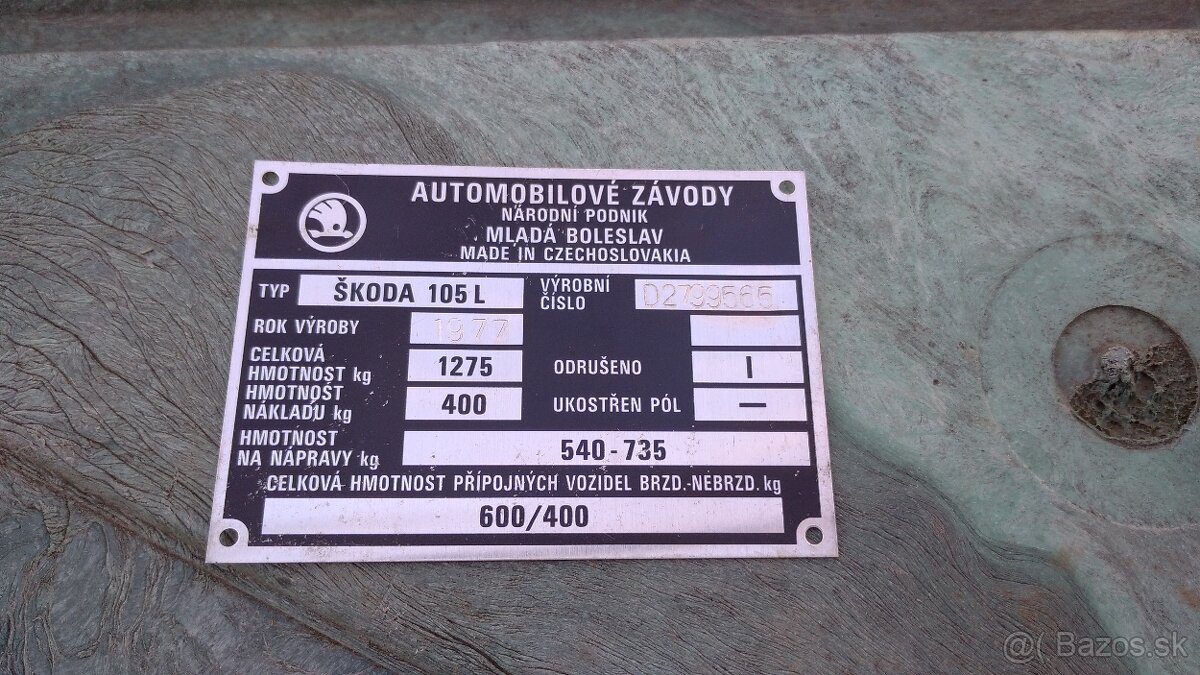 AUTOMOBILOVÉ ZÁVODY
NÁRODNÍ PODNIK
MLADÁ BOLESLAV
MADE IN CZECHOSLOVAKIA
TYP ŠKODA 105 L VÝROBNÍ ČÍSLO D2799565
ROK VÝROBY 1977
CELKOVÁ HMOTNOST kg 1275 ODRUŠENO I
HMOTNOST NÁKLADU kg 400 UKOSTŘEN PÓL —
HMOTNOST NA NÁPRAVY kg 540-735
CELKOVÁ HMOTNOST PŘÍPOJNÝCH VOZIDEL BRZD.-NEBRZD. kg
600/400
@( Bazos.sk